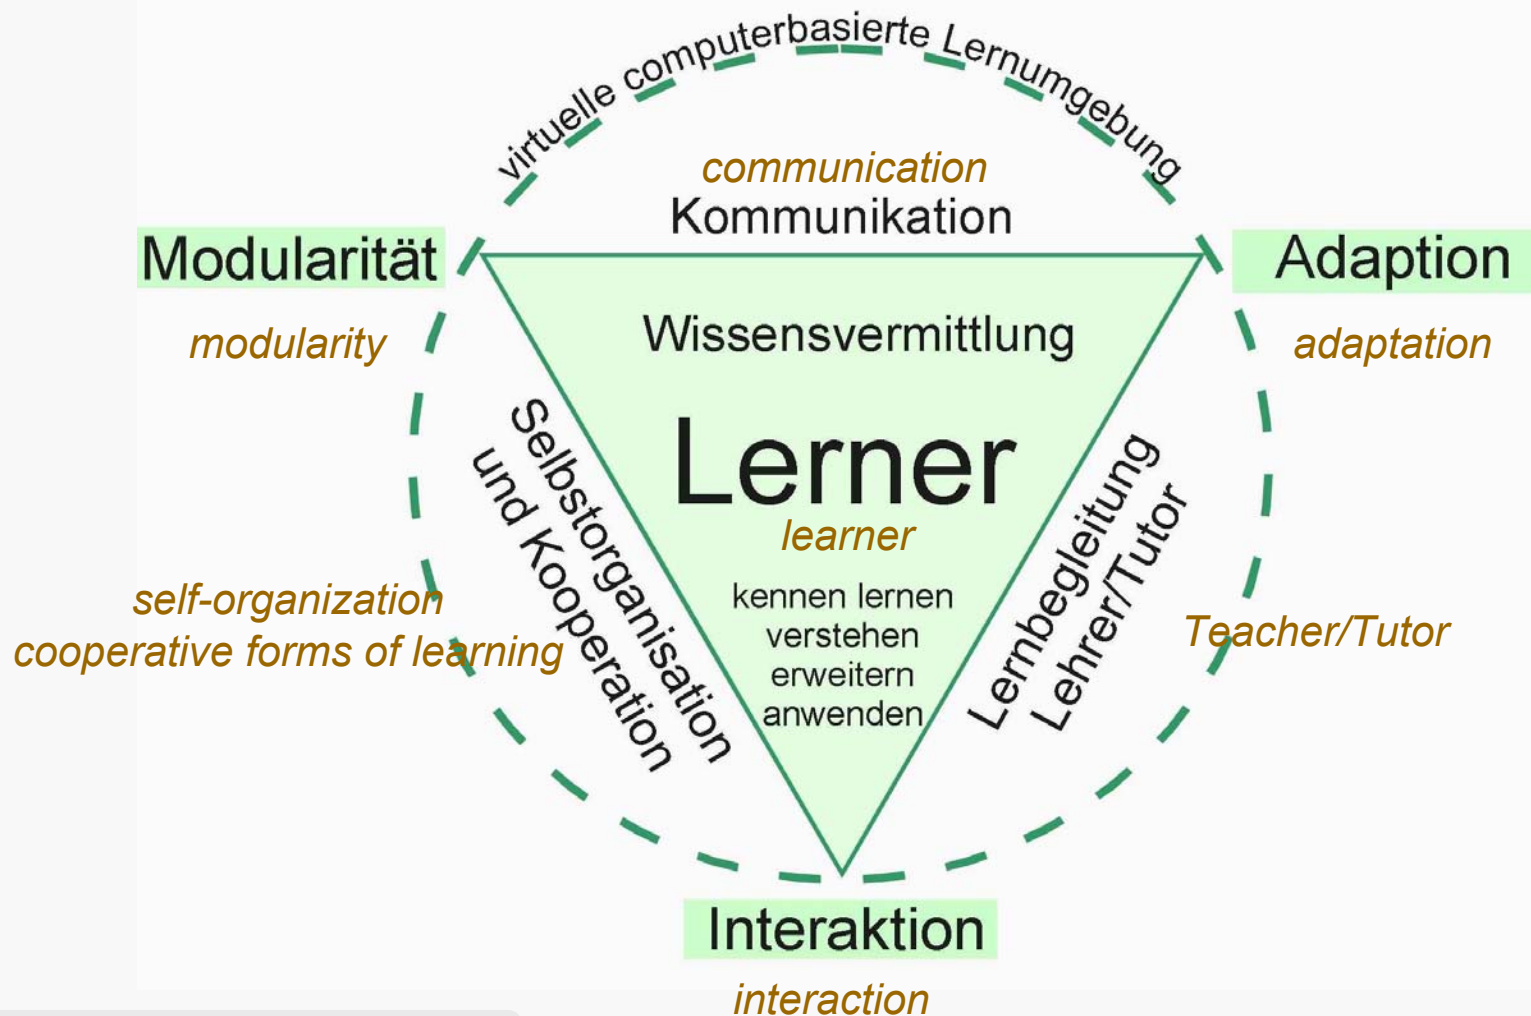 virtuelle computerbasierte Lernumgebung
communication
Kommunikation
Modularität
modularity
Adaption
adaptation
Wissensvermittlung
Lerner
learner
kennen lernen
verstehen
erweitern
anwenden
Selbstorganisation
und Kooperation
self-organization
cooperative forms of learning
Lernbegleitung
Lehrer/Tutor
Teacher/Tutor
Interaktion
interaction